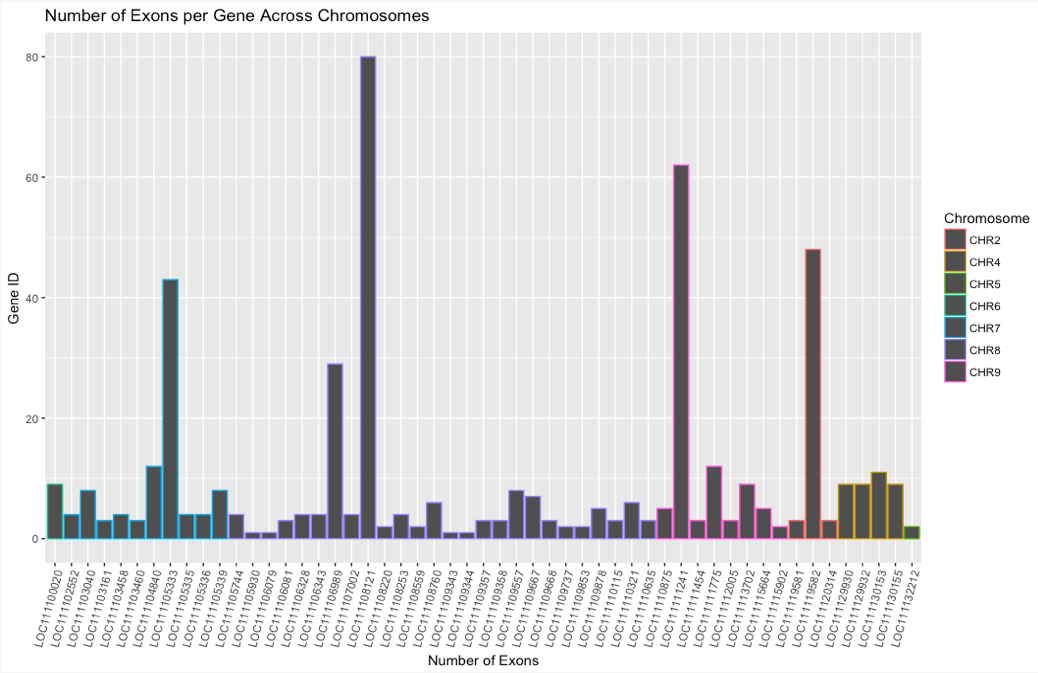 Number of Exons per Gene Across Chromosomes
80
60
40
20
0
Gene ID
LOC111100020
LOC111102552
LOC111103040
LOC111103161
LOC111103458
LOC111103460
LOC111104840
LOC111105333
LOC111105335
LOC111105336
LOC111105339
LOC111105744
LOC111105930
LOC111106079
LOC111106081
LOC111106328
LOC111106343
LOC111106989
LOC111107002
LOC111108121
LOC111108220
LOC111108253
LOC111108559
LOC111108760
LOC111109343
LOC111109344
LOC111109357
LOC111109358
LOC111109557
LOC111109667
LOC111109668
LOC111109737
LOC111109853
LOC111109878
LOC111110115
LOC111110321
LOC111110635
LOC111110875
LOC111111241
LOC111111454
LOC111111775
LOC111112005
LOC111113702
LOC111115664
LOC111115902
LOC111119581
LOC111119582
LOC111120314
LOC111129930
LOC111129932
LOC111130153
LOC111130155
LOC111132212
Number of Exons
Chromosome
CHR2
CHR4
CHR5
CHR6
CHR7
CHR8
CHR9